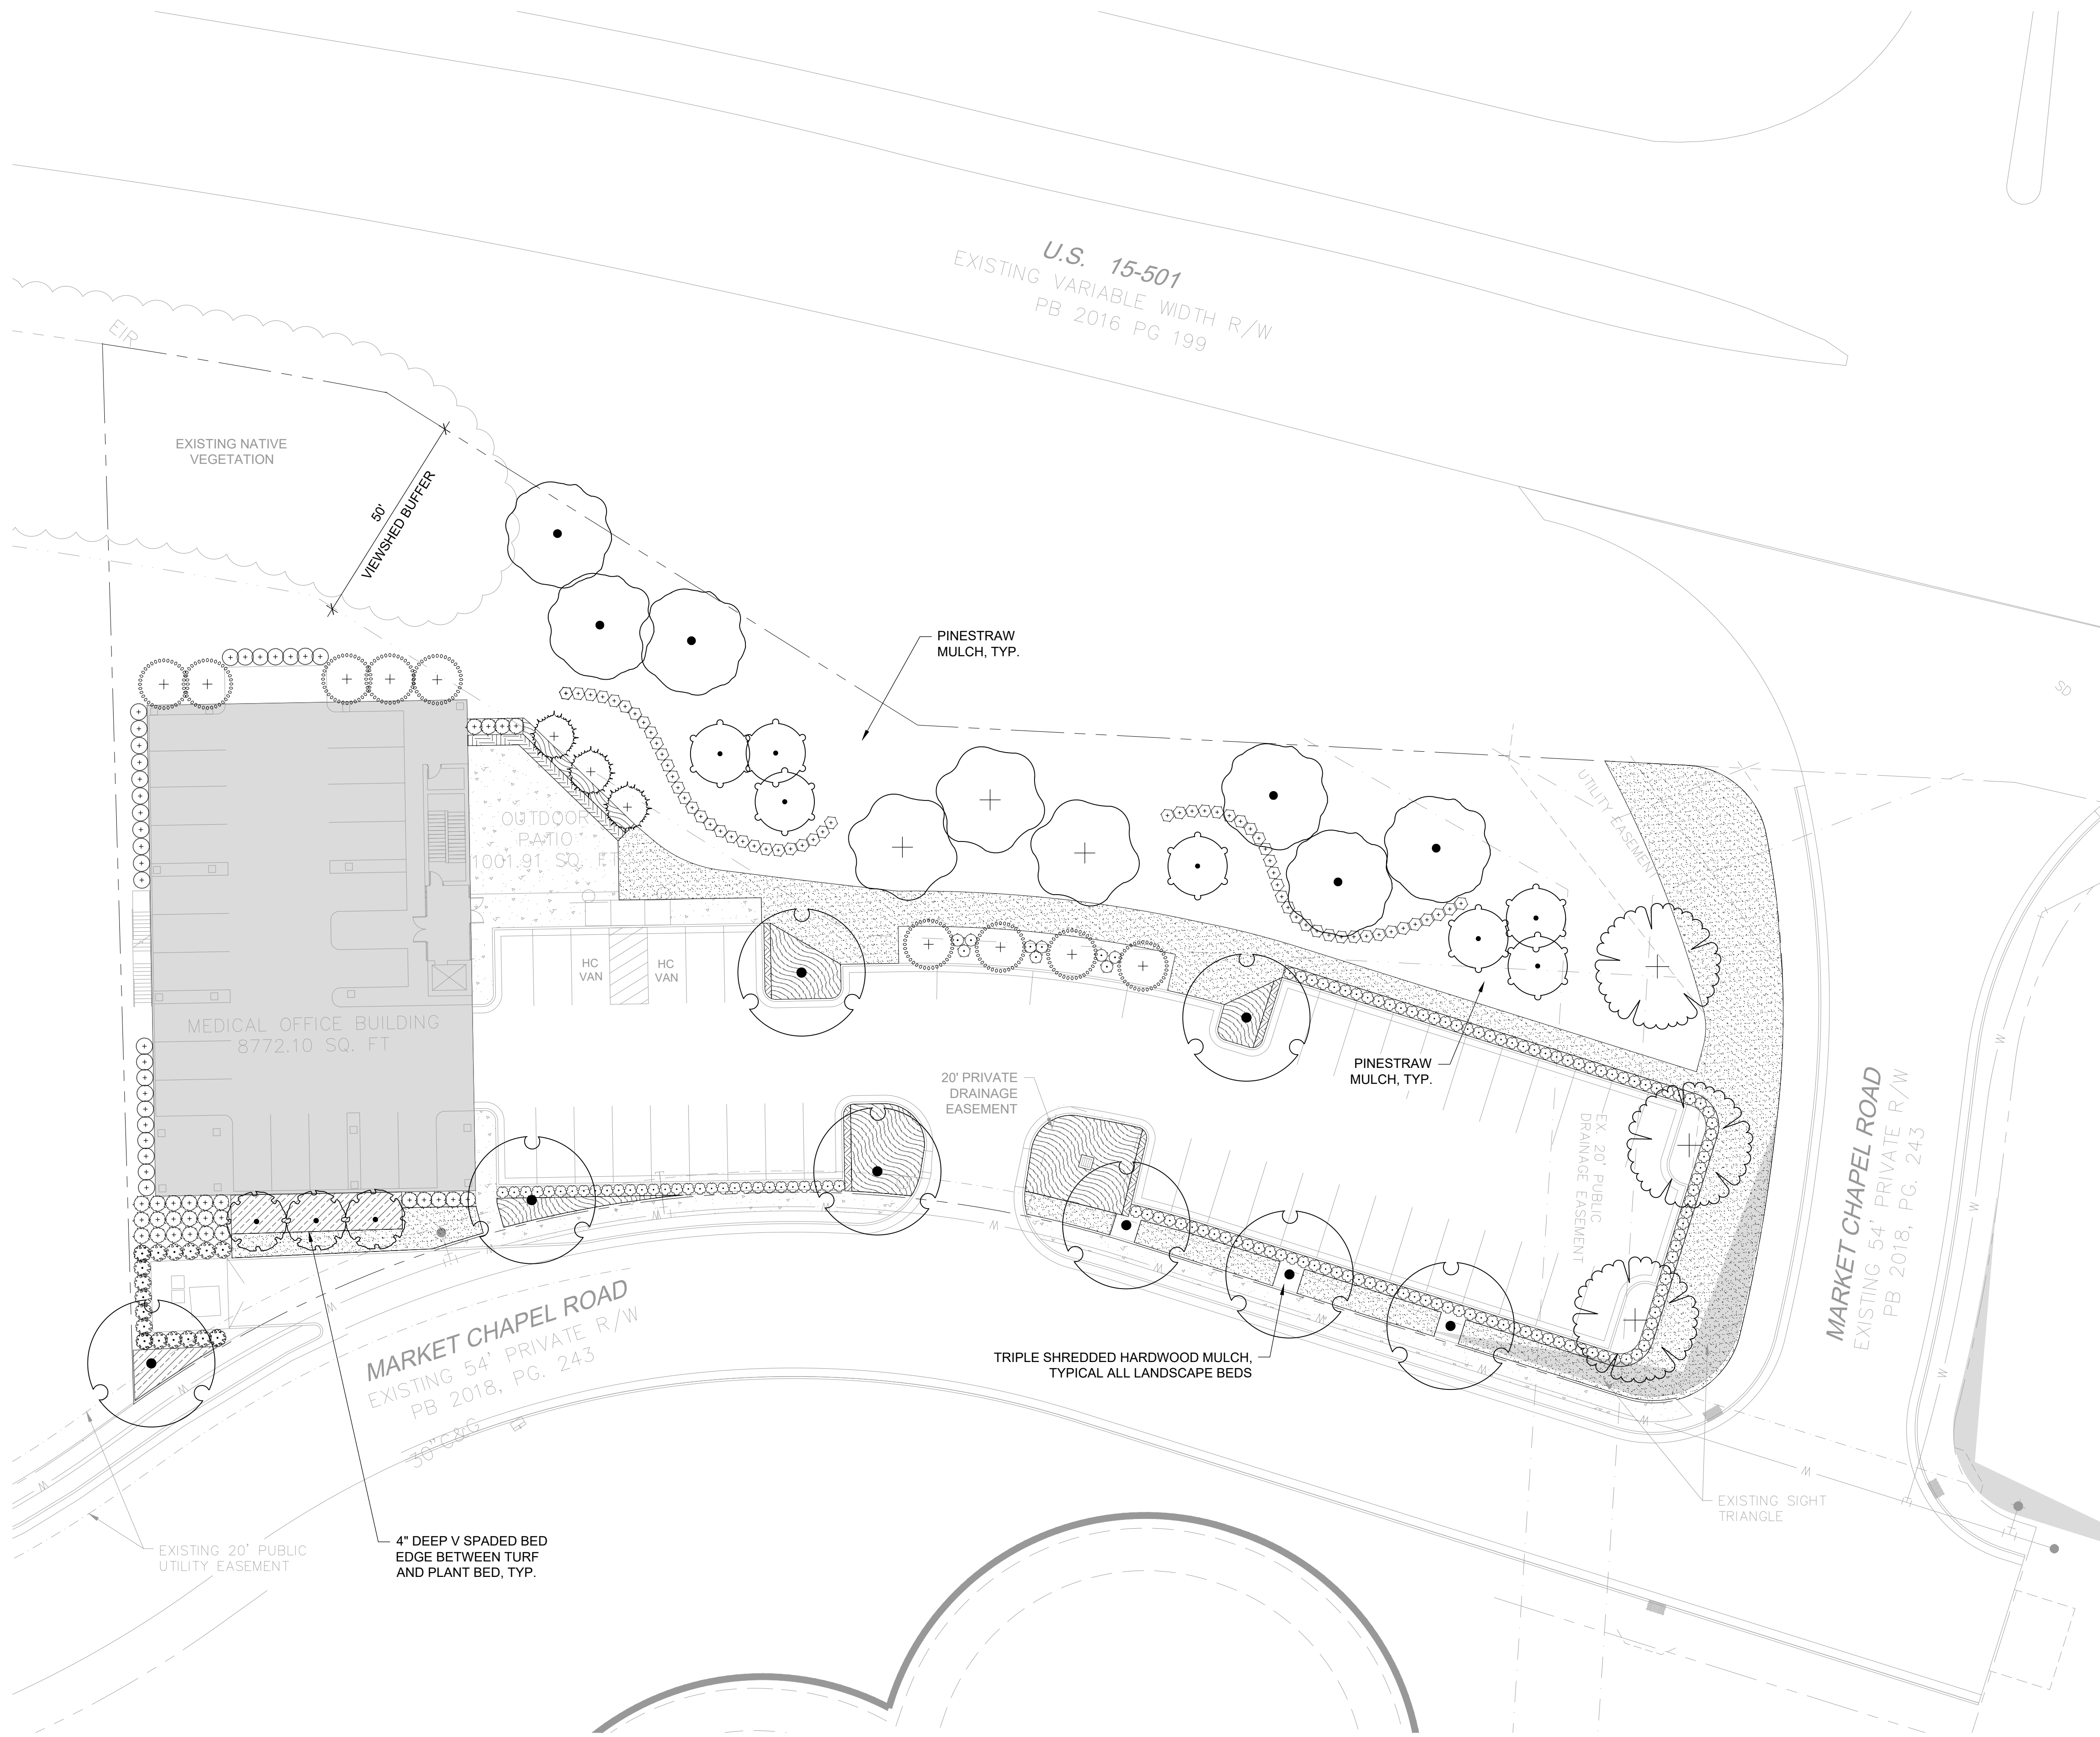 U.S. 15-501
EXISTING VARIABLE WIDTH R/W
PB 2016 PG 199
EIR
EXISTING NATIVE
VEGETATION
50'
VIEWSHED BUFFER
PINESTRAW
MULCH, TYP.
SD
UTILITY EASEMENT
OUTDOOR
PATIO
1001.91 SQ. FT
HC
VAN
HC
VAN
MEDICAL OFFICE BUILDING
8772.10 SQ. FT
20' PRIVATE
DRAINAGE
EASEMENT
PINESTRAW
MULCH, TYP.
EX. 20' PUBLIC
DRAINAGE EASEMENT
MARKET CHAPEL ROAD
EXISTING 54' PRIVATE R/W
PB 2018, PG. 243
W
W
W
W
W
W
W
W
W
W
MARKET CHAPEL ROAD
EXISTING 54' PRIVATE R/W
PB 2018, PG. 243
30"C&G
TRIPLE SHREDDED HARDWOOD MULCH,
TYPICAL ALL LANDSCAPE BEDS
EXISTING SIGHT
TRIANGLE
EXISTING 20' PUBLIC
UTILITY EASEMENT
4" DEEP V SPADED BED
EDGE BETWEEN TURF
AND PLANT BED, TYP.